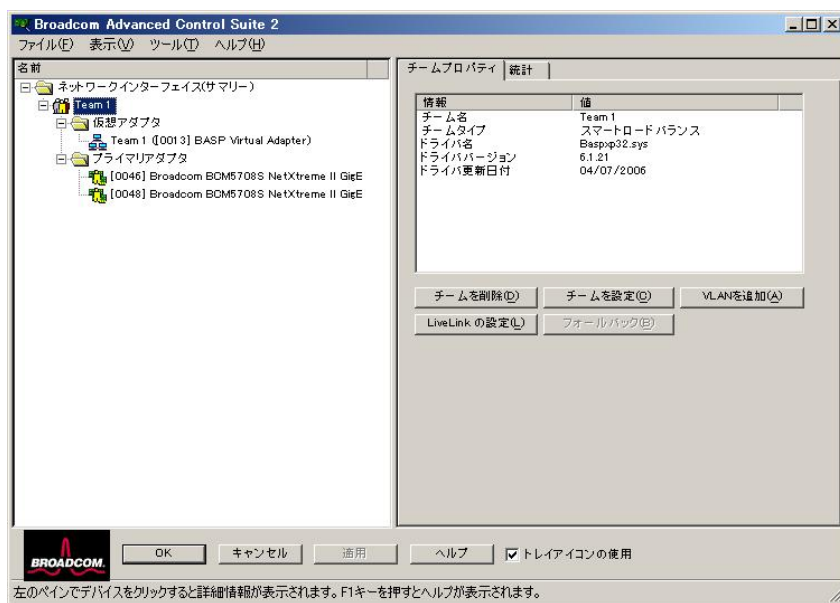 Broadcom Advanced Control Suite 2
ファイル(F) 表示(V) ツール(T) ヘルプ(H)
名前
ネットワークインターフェイス(サマリー)
Team 1
仮想アダプタ
Team 1 ([0013] BASP Virtual Adapter)
プライマリアダプタ
[0046] Broadcom BCM5708S NetXtreme II GigE
[0048] Broadcom BCM5708S NetXtreme II GigE
チームプロパティ 統計
情報 値
チーム名 Team 1
チームタイプ スマートロードバランス
ドライバ名 Baspxp32.sys
ドライババージョン 6.1.21
ドライバ更新日付 04/07/2006
チームを削除(D) チームを設定(C) VLANを追加(A)
LiveLink の設定(L) フォールバック(B)
BROADCOM.
OK キャンセル 適用 ヘルプ トレイアイコンの使用
左のペインでデバイスをクリックすると詳細情報が表示されます。F1キーを押すとヘルプが表示されます。